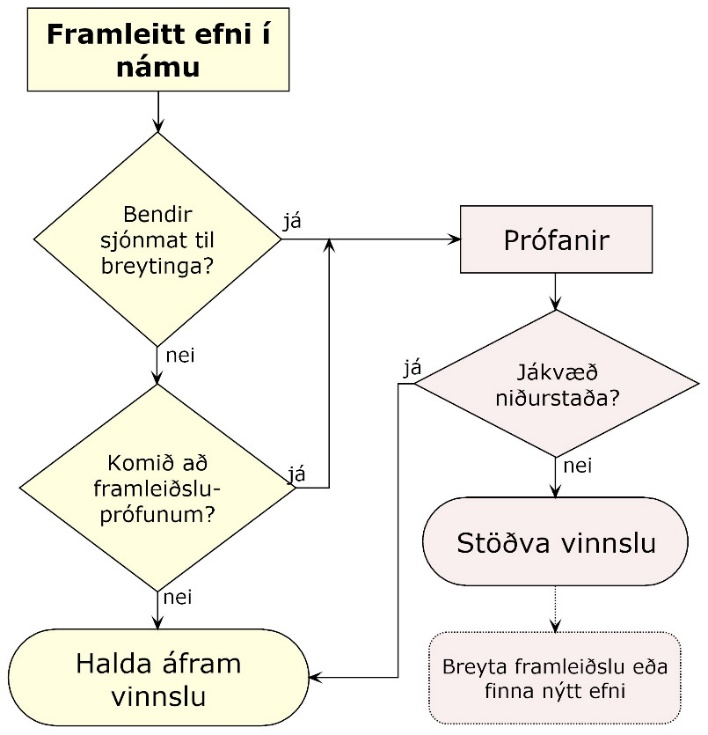 Framleitt efni í
námu
Bendir
sjónmat til
breytinga?
já
Prófanir
nei
Jákvæð
niðurstaða?
já
Komið að
framleiðslu-
prófunum?
já
nei
Stöðva vinnslu
nei
Halda áfram
vinnslu
Breyta framleiðslu eða
finna nýtt efni